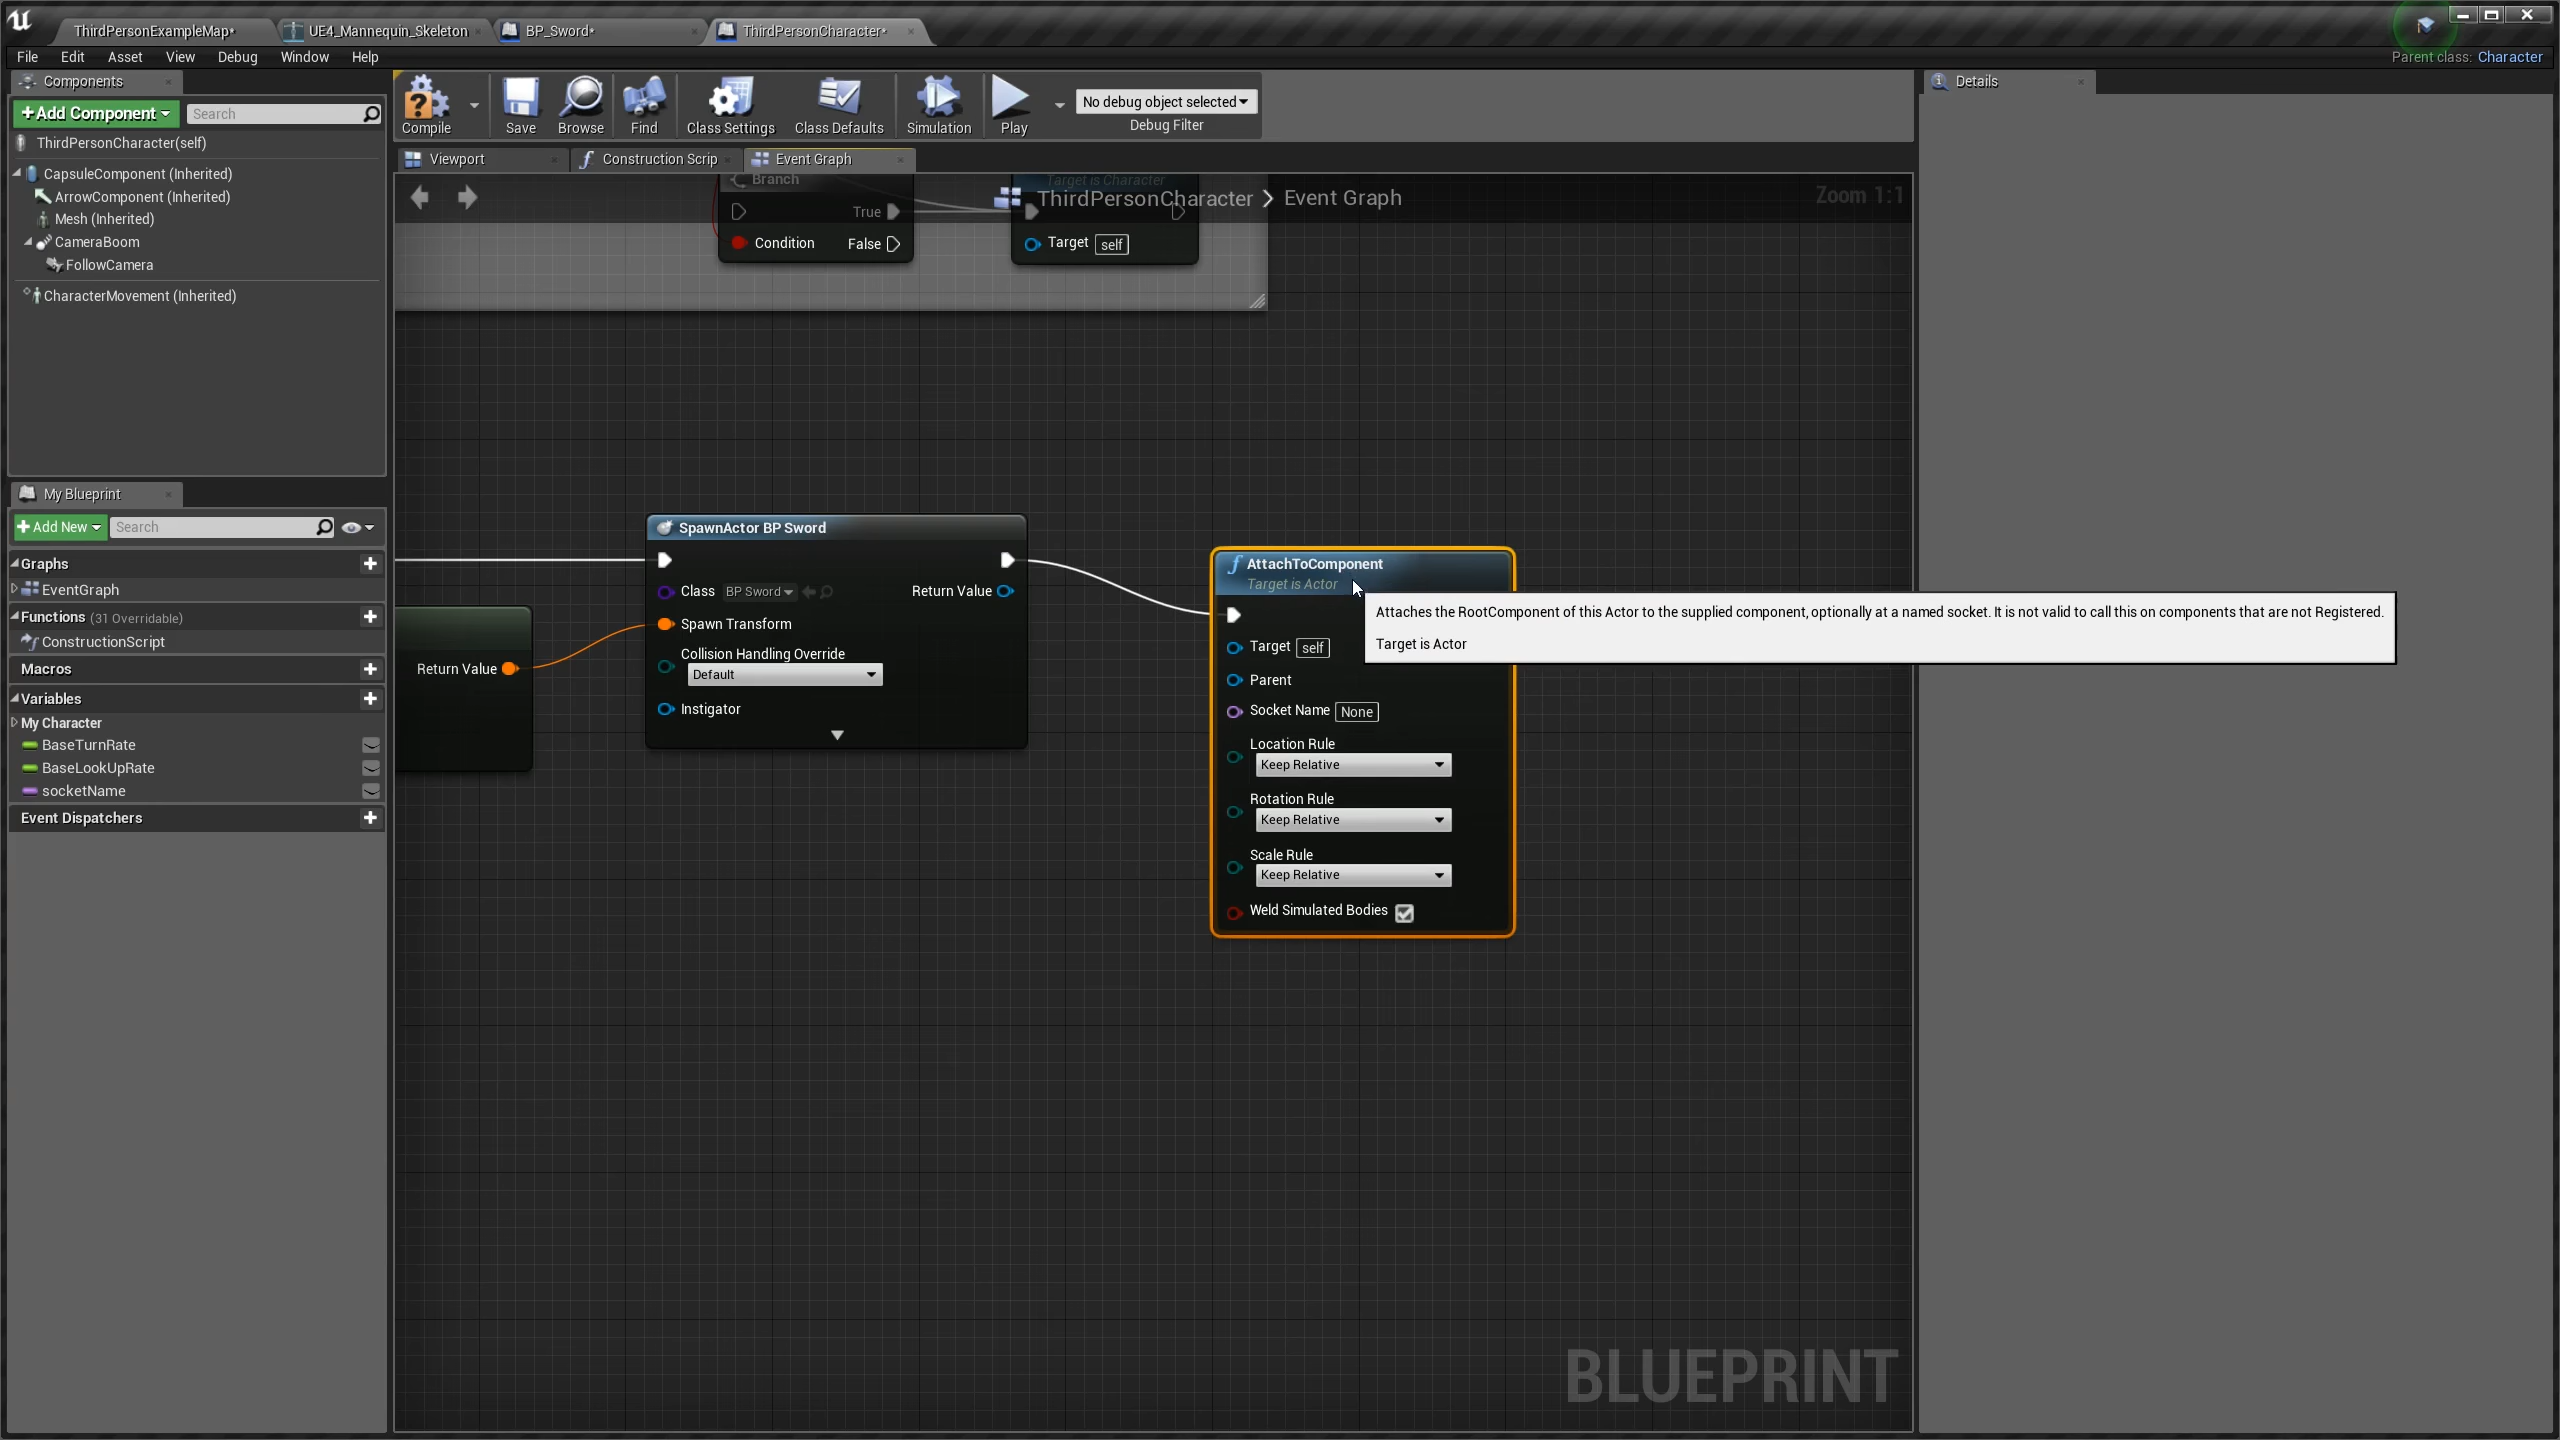 ThirdPersonExampleMap*
UE4_Mannequin_Skeleton
BP_Sword*
ThirdPersonCharacter*
File
Edit
Asset
View
Debug
Window
Help
Parent class: Character
Components
+Add Component
Search
ThirdPersonCharacter(self)
CapsuleComponent (Inherited)
ArrowComponent (Inherited)
Mesh (Inherited)
CameraBoom
FollowCamera
CharacterMovement (Inherited)
Compile
Save
Browse
Find
Class Settings
Class Defaults
Simulation
Play
No debug object selected
Debug Filter
Details
Viewport
Construction Scrip
Event Graph
ThirdPersonCharacter > Event Graph
Zoom 1:1
Branch
True
Condition
False
Target is Character
Target self
My Blueprint
+Add New
Search
Graphs
EventGraph
Functions (31 Overridable)
ConstructionScript
Macros
Variables
My Character
BaseTurnRate
BaseLookUpRate
socketName
Event Dispatchers
Return Value
SpawnActor BP Sword
Class BP Sword
Return Value
Spawn Transform
Collision Handling Override
Default
Instigator
AttachToComponent
Target is Actor
Target self
Parent
Socket Name None
Location Rule
Keep Relative
Rotation Rule
Keep Relative
Scale Rule
Keep Relative
Weld Simulated Bodies
Attaches the RootComponent of this Actor to the supplied component, optionally at a named socket. It is not valid to call this on components that are not Registered.
Target is Actor
BLUEPRINT